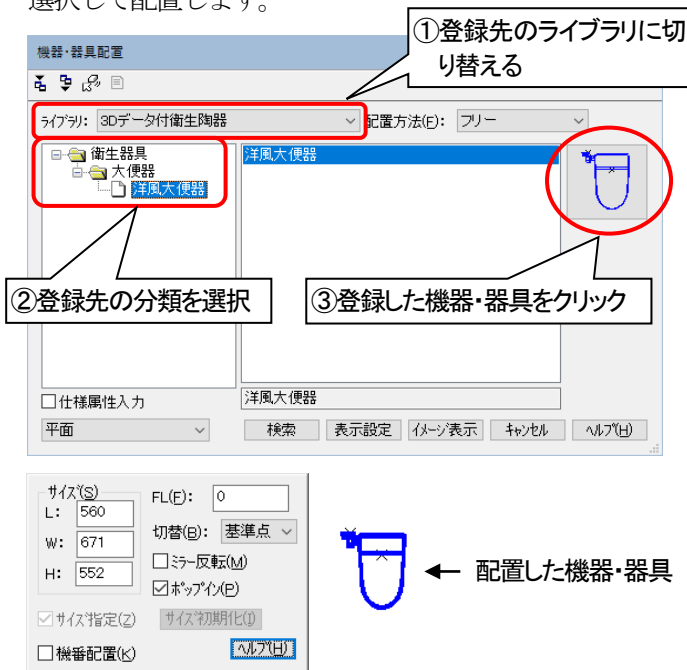 選択して配置します。
①登録先のライブラリに切
り替える
機器・器具配置
ﾗｲﾌﾞﾗﾘ: 3Dデータ付衛生陶器 配置方法(F): フリー
衛生器具
大便器
洋風大便器
洋風大便器
②登録先の分類を選択
③登録した機器・器具をクリック
仕様属性入力
洋風大便器
平面
検索 表示設定 ｲﾒｰｼﾞ表示 ｷｬﾝｾﾙ ﾍﾙﾌﾟ(H)
ｻｲｽﾞ(S)
L: 560
W: 671
H: 552
FL(F): 0
切替(B): 基準点
ﾐﾗｰ反転(M)
ﾎﾟｯﾌﾟｲﾝ(P)
サイズ指定(Z) ｻｲｽﾞ初期化(I)
機番配置(K) ﾍﾙﾌﾟ(H)
← 配置した機器・器具